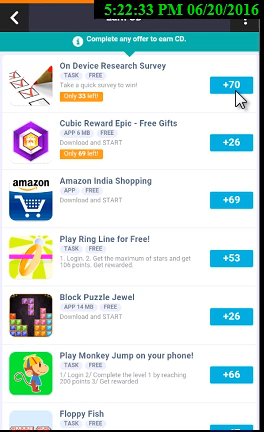 5:22:33 PM 06/20/2016
Earn CD
Complete any offer to earn CD.
On Device Research Survey
TASK FREE
Take a quick survey to win!
Only 33 left!
+70
Cubic Reward Epic - Free Gifts
APP 6 MB FREE
Download and START
Only 69 left!
+26
amazon
Amazon India Shopping
APP FREE
Download and START
+69
Play Ring Line for Free!
TASK FREE
1. Login. 2. Get the maximum of stars and get
106 points. Get rewarded.
+53
Block Puzzle Jewel
APP 14 MB FREE
Download and START
+26
Play Monkey Jump on your phone!
TASK FREE
1/ Login 2/ Complete the level 1 by reaching
200 points 3/ Get rewarded.
+66
Floppy Fish
TASK FREE